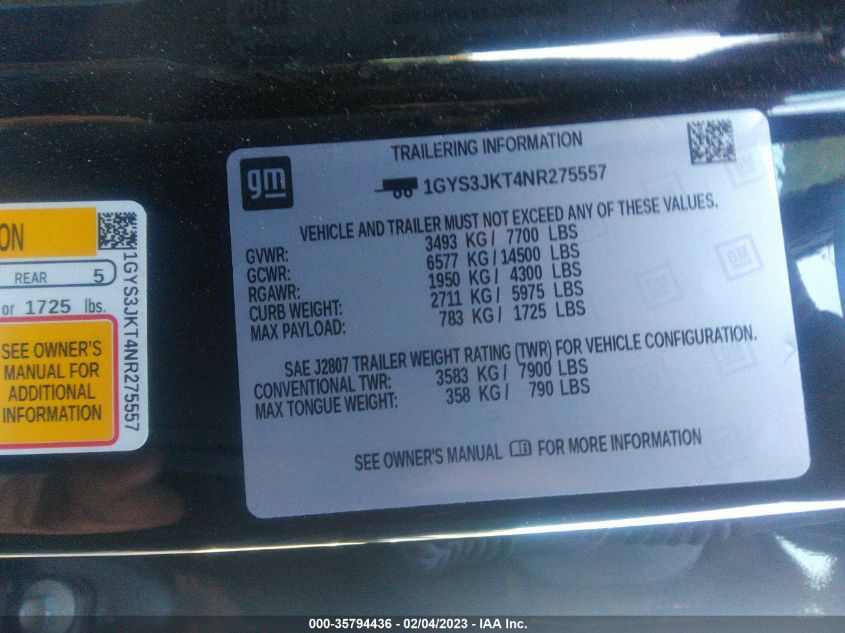 gm
TRAILERING INFORMATION
1GYS3JKT4NR275557
VEHICLE AND TRAILER MUST NOT EXCEED ANY OF THESE VALUES.
GVWR: 3493 KG/ 7700 LBS
GCWR: 6577 KG/ 14500 LBS
RGAWR: 1950 KG/ 4300 LBS
CURB WEIGHT: 2711 KG/ 5975 LBS
MAX PAYLOAD: 783 KG/ 1725 LBS
SAE J2807 TRAILER WEIGHT RATING (TWR) FOR VEHICLE CONFIGURATION.
CONVENTIONAL TWR: 3583 KG/ 7900 LBS
MAX TONGUE WEIGHT: 358 KG/ 790 LBS
SEE OWNER'S MANUAL FOR MORE INFORMATION
GM
GM
GM
ON
REAR 5
or 1725 lbs.
SEE OWNER'S
MANUAL FOR
ADDITIONAL
INFORMATION
1GYS3JKT4NR275557
000-35794436 - 02/04/2023 - IAA Inc.